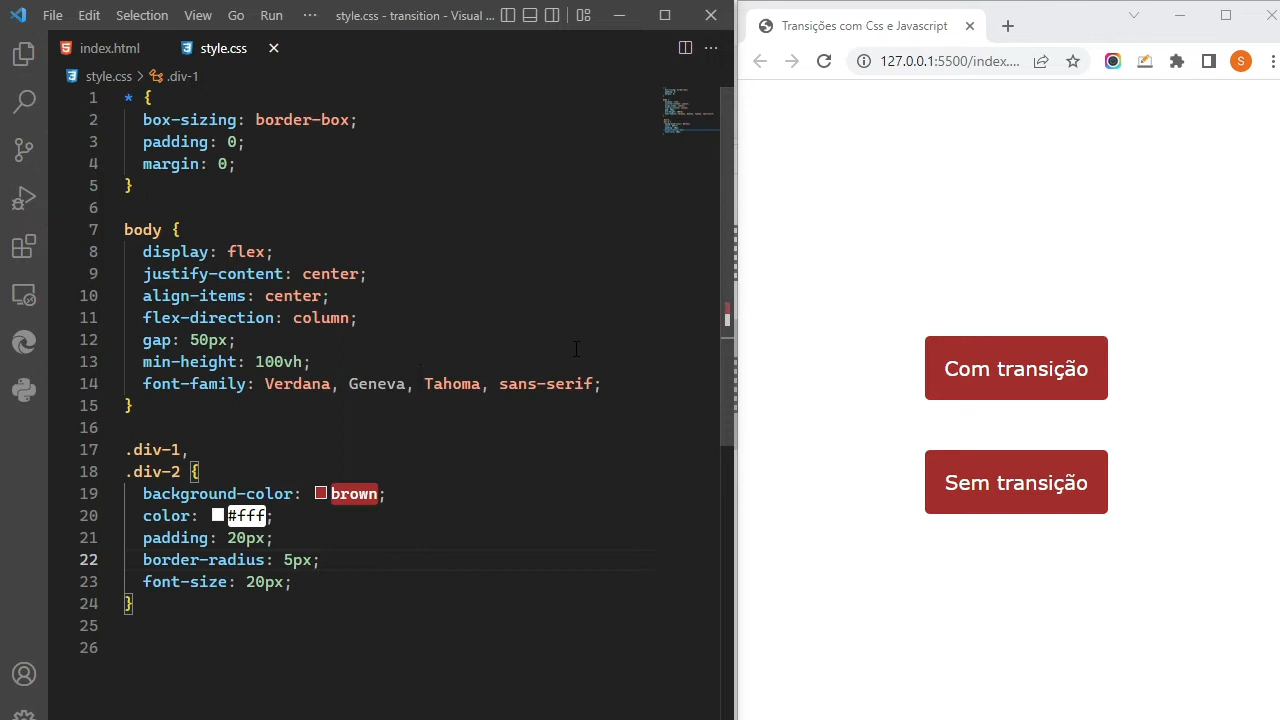 File Edit Selection View Go Run ··· style.css - transition - Visual ...
index.html style.css
style.css > .div-1
1 * {
2 box-sizing: border-box;
3 padding: 0;
4 margin: 0;
5 }
6
7 body {
8 display: flex;
9 justify-content: center;
10 align-items: center;
11 flex-direction: column;
12 gap: 50px;
13 min-height: 100vh;
14 font-family: Verdana, Geneva, Tahoma, sans-serif;
15 }
16
17 .div-1,
18 .div-2 {
19 background-color: brown;
20 color: #fff;
21 padding: 20px;
22 border-radius: 5px;
23 font-size: 20px;
24 }
25
26
Transições com Css e Javascript
127.0.0.1:5500/index.... S
Com transição
Sem transição